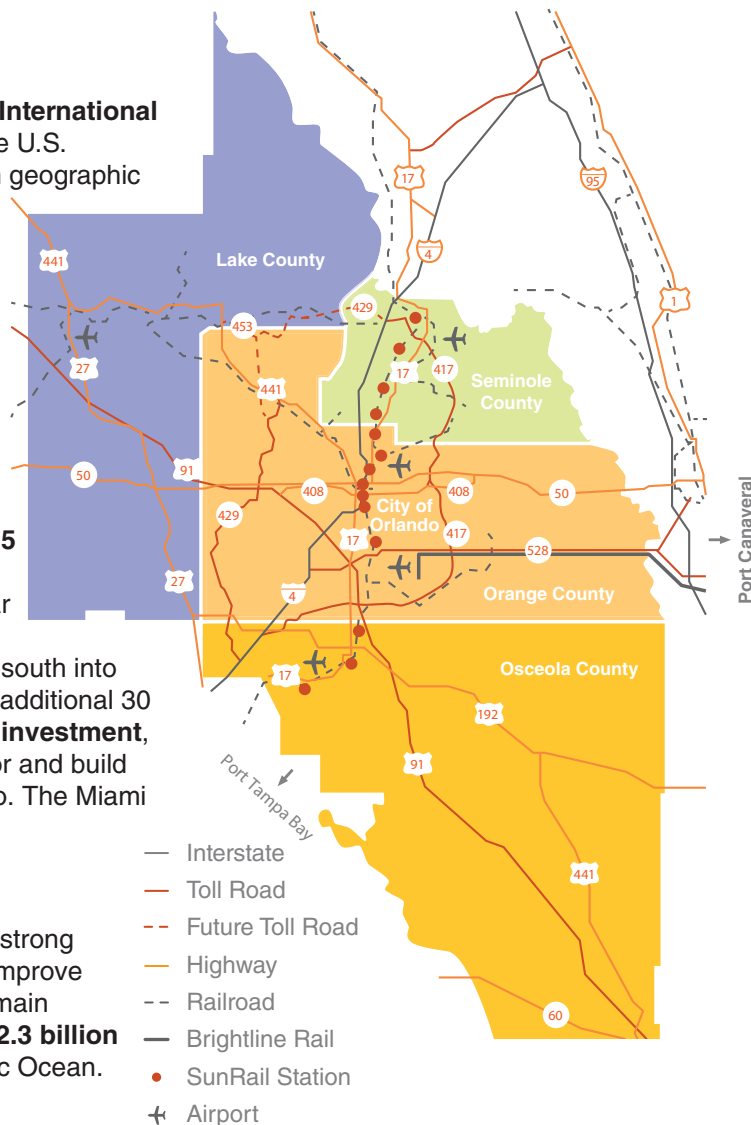 International
e U.S.
n geographic
5
ar
south into
additional 30
investment,
or and build
o. The Miami
strong
mprove
main
2.3 billion
c Ocean.
17
95
4
441
Lake County
1
429
453
27
17
417
441
Seminole
County
91
50
408
408
50
City of
Orlando
429
17
417
528
Port Canaveral
27
4
Orange County
Osceola County
17
192
Port Tampa Bay
91
441
60
Interstate
Toll Road
Future Toll Road
Highway
Railroad
Brightline Rail
SunRail Station
Airport